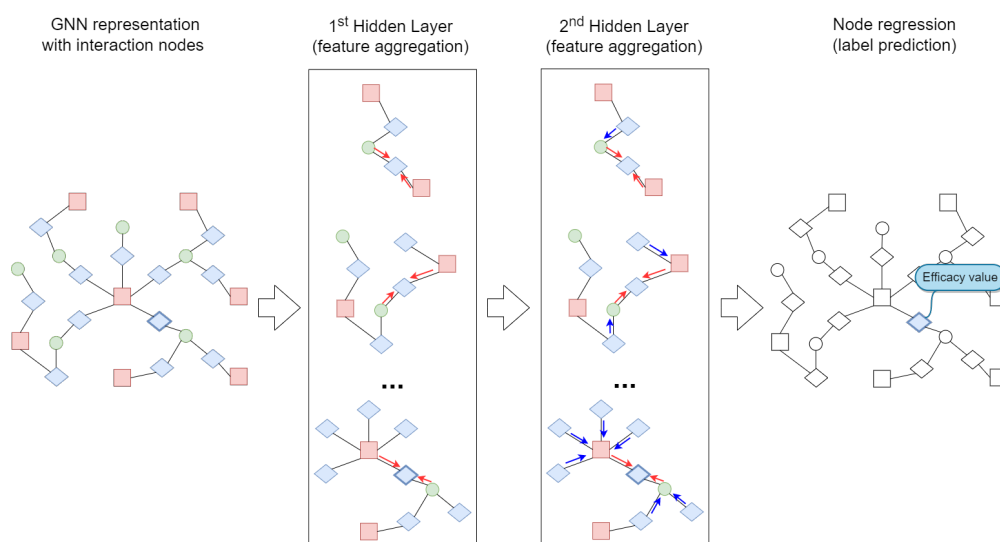 GNN representation
with interaction nodes
1st Hidden Layer
(feature aggregation)
2nd Hidden Layer
(feature aggregation)
Node regression
(label prediction)
Efficacy value
...
...